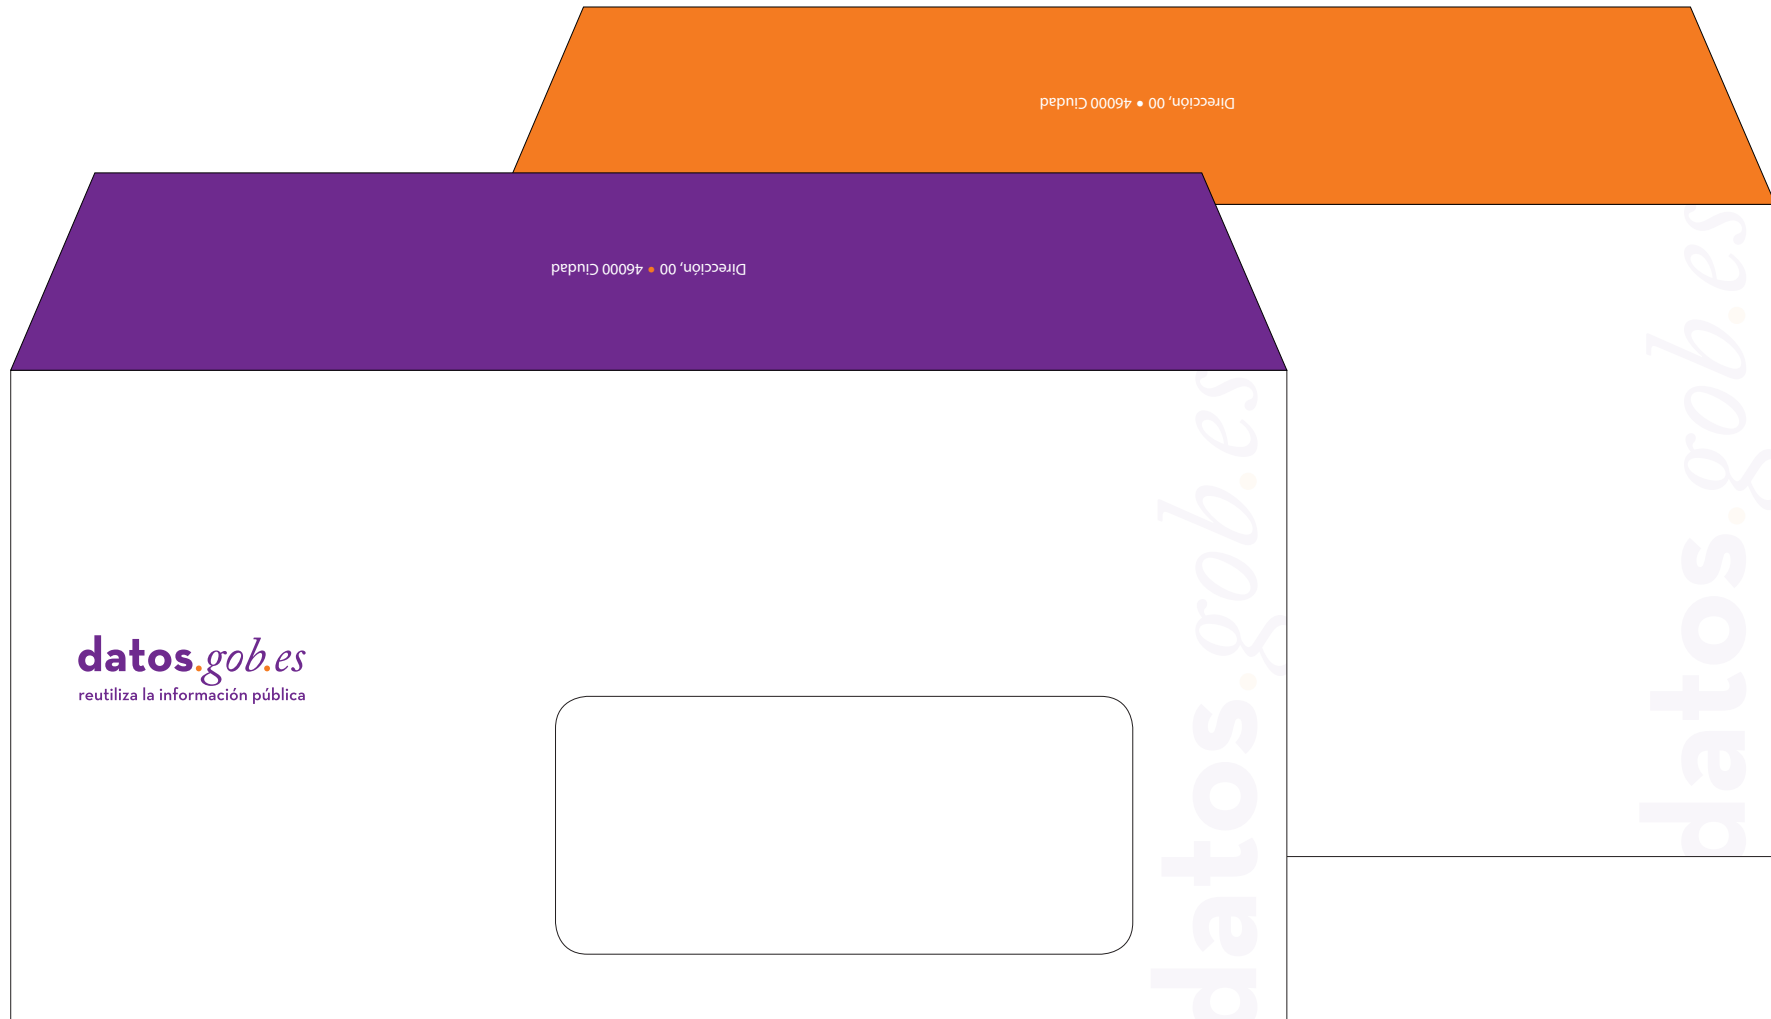 Dirección, 00 • 46000 Ciudad
Dirección, 00 • 46000 Ciudad
datos.gob.es
datos.gob.es
datos.gob.es
reutiliza la información pública